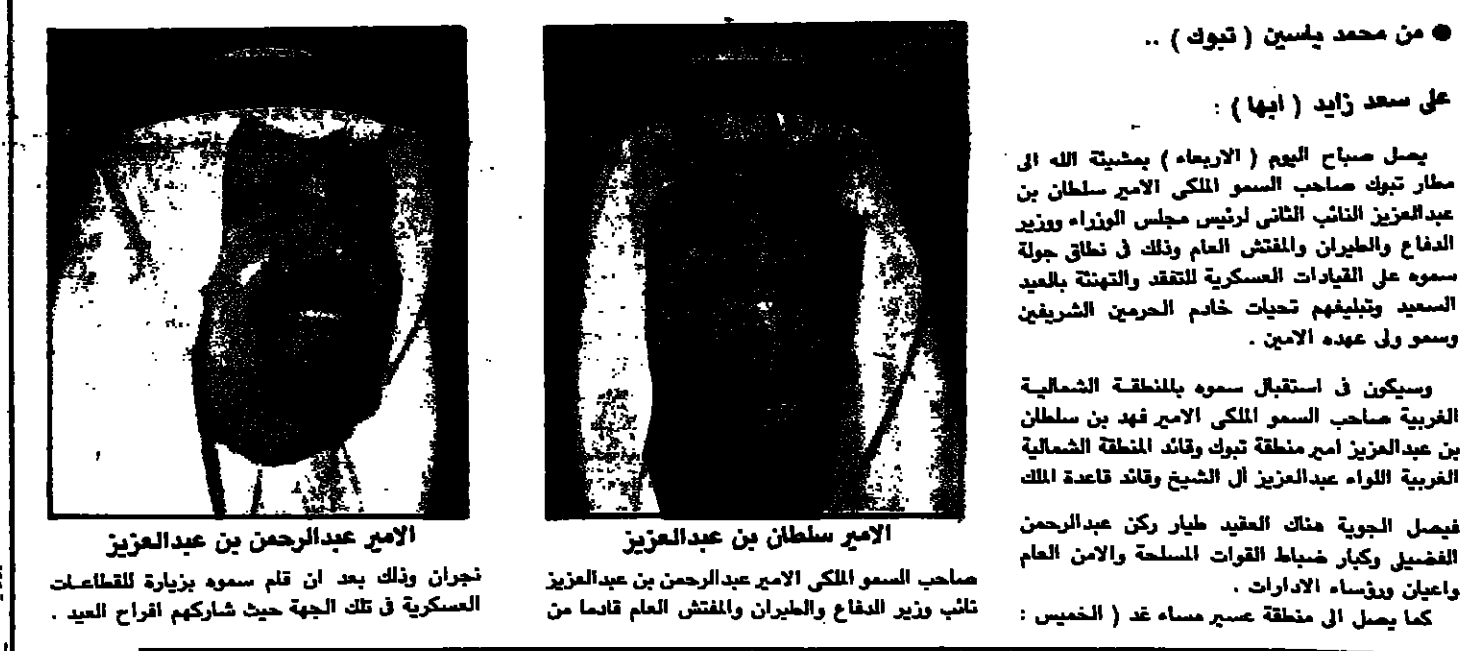 ● من محمد ياسين ( تبوك ) ..
على سعد زايد ( ابها ) :
يصل صباح اليوم ( الاربعاء ) بمشيئة الله الى
مطار تبوك صاحب السمو الملكى الامير سلطان بن
عبدالعزيز النائب الثانى لرئيس مجلس الوزراء ووزير
الدفاع والطيران والمفتش العام وذلك فى نطاق جولة
سموه على القيادات العسكرية للتفقد والتهنئة بالعيد
السعيد وتبليغهم تحيات خادم الحرمين الشريفين
وسمو ولى عهده الامين .
وسيكون فى استقبال سموه بالمنطقة الشمالية
الغربية صاحب السمو الملكى الامير فهد بن سلطان
بن عبدالعزيز امير منطقة تبوك وقائد المنطقة الشمالية
الغربية اللواء عبدالعزيز آل الشيخ وقائد قاعدة الملك
فيصل الجوية هناك العقيد طيار ركن عبدالرحمن
الفضيلى وكبار ضباط القوات المسلحة والامن العام
واعيان ورؤساء الادارات .
كما يصل الى منطقة عسير مساء غد ( الخميس :
الامير سلطان بن عبدالعزيز
صاحب السمو الملكى الامير عبدالرحمن بن عبدالعزيز
نائب وزير الدفاع والطيران والمفتش العام قادما من
الامير عبدالرحمن بن عبدالعزيز
نجران وذلك بعد ان قام سموه بزيارة للقطاعات
العسكرية فى تلك الجهة حيث شاركهم افراح العيد .